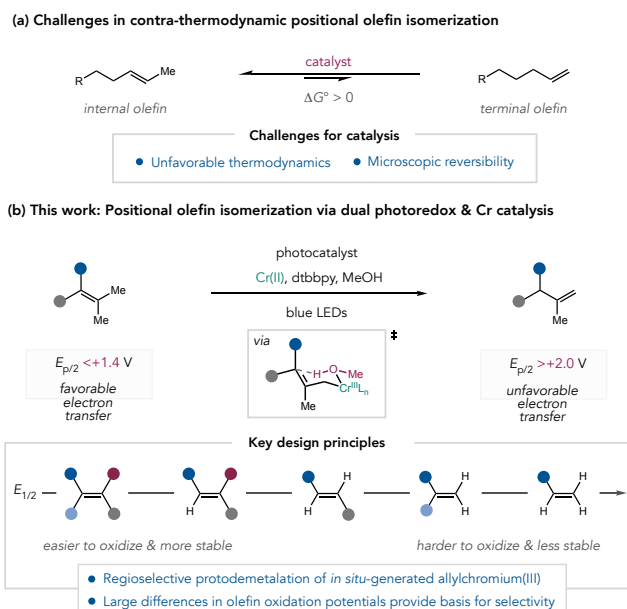 (a) Challenges in contra-thermodynamic positional olefin isomerization
catalyst
ΔG° > 0
R
Me
internal olefin
R
terminal olefin
Challenges for catalysis
● Unfavorable thermodynamics ● Microscopic reversibility
(b) This work: Positional olefin isomerization via dual photoredox & Cr catalysis
Me
Me
photocatalyst
Cr(II), dtbbpy, MeOH
blue LEDs
Me
Ep/2 <+1.4 V
favorable
electron
transfer
via
H O Me
CrIIILn
Me
‡
Ep/2 >+2.0 V
unfavorable
electron
transfer
Key design principles
E1/2
H
H
H
H
H
H
H
H
easier to oxidize & more stable
harder to oxidize & less stable
● Regioselective protodemetalation of in situ-generated allylchromium(III)
● Large differences in olefin oxidation potentials provide basis for selectivity